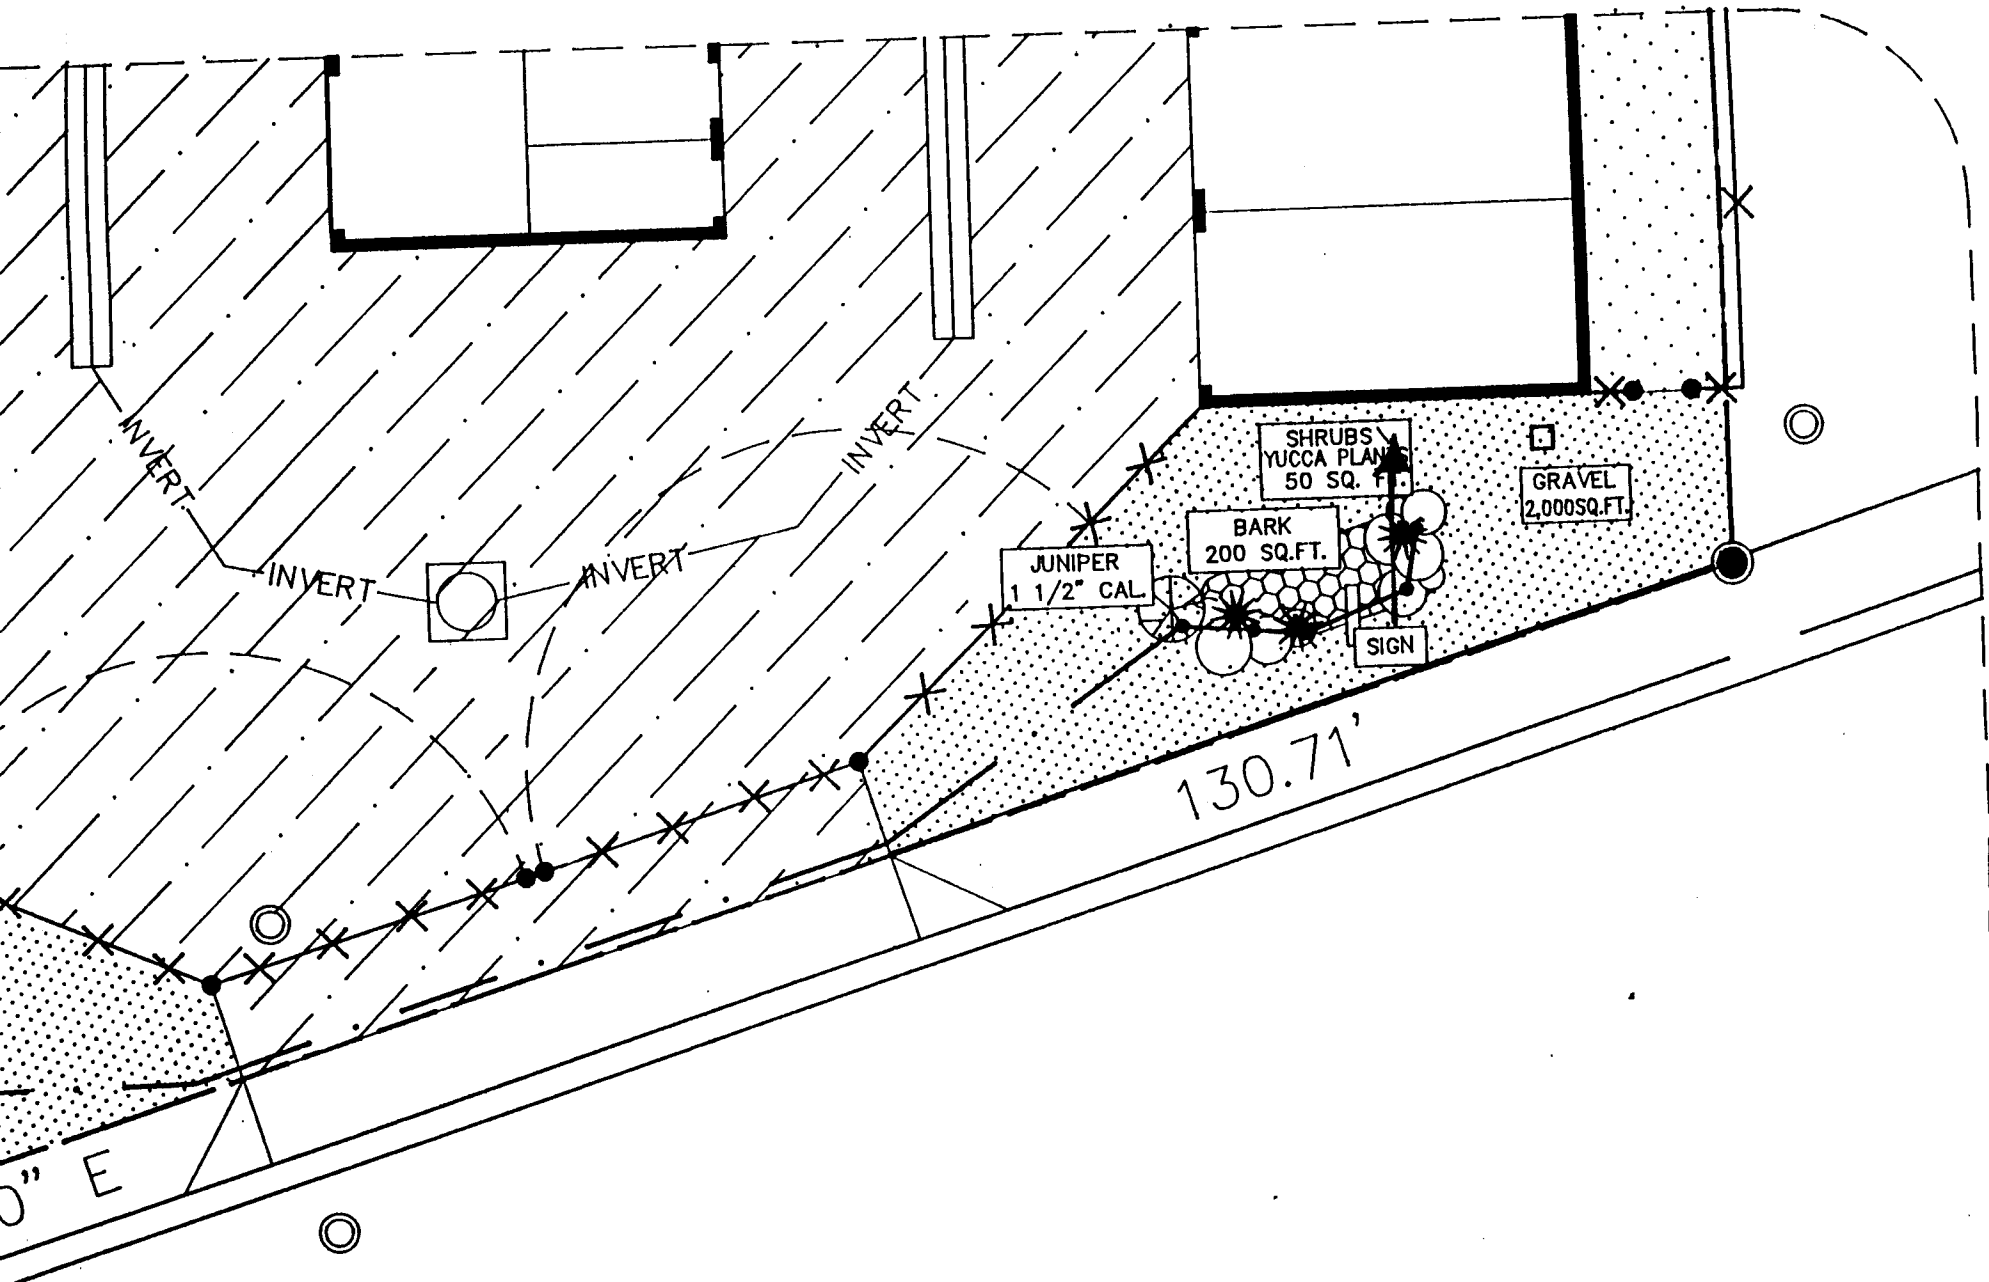 INVERT
INVERT
INVERT
INVERT
SHRUBS
YUCCA PLANTS
50 SQ. FT.
GRAVEL
2,000SQ.FT.
BARK
200 SQ.FT.
JUNIPER
1 1/2" CAL.
SIGN
130.71'
0" E